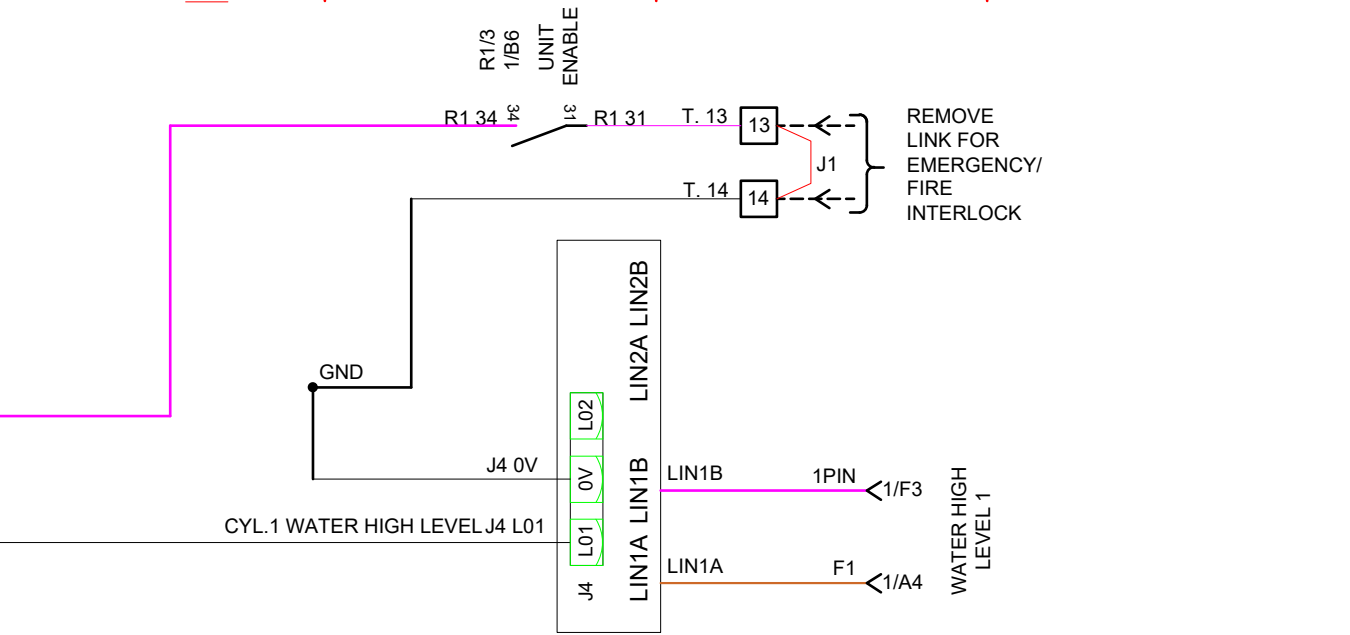 R1/3
1/B6
UNIT
ENABLE
R1 34
34
31
R1 31
T. 13
13
REMOVE
LINK FOR
EMERGENCY/
FIRE
INTERLOCK
J1
T. 14
14
GND
LIN2A LIN2B
L02
J4 0V
0V
LIN1A LIN1B
LIN1B
1PIN
1/F3
CYL.1 WATER HIGH LEVEL J4 L01
L01
WATER HIGH
LEVEL 1
LIN1A
F1
1/A4
J4